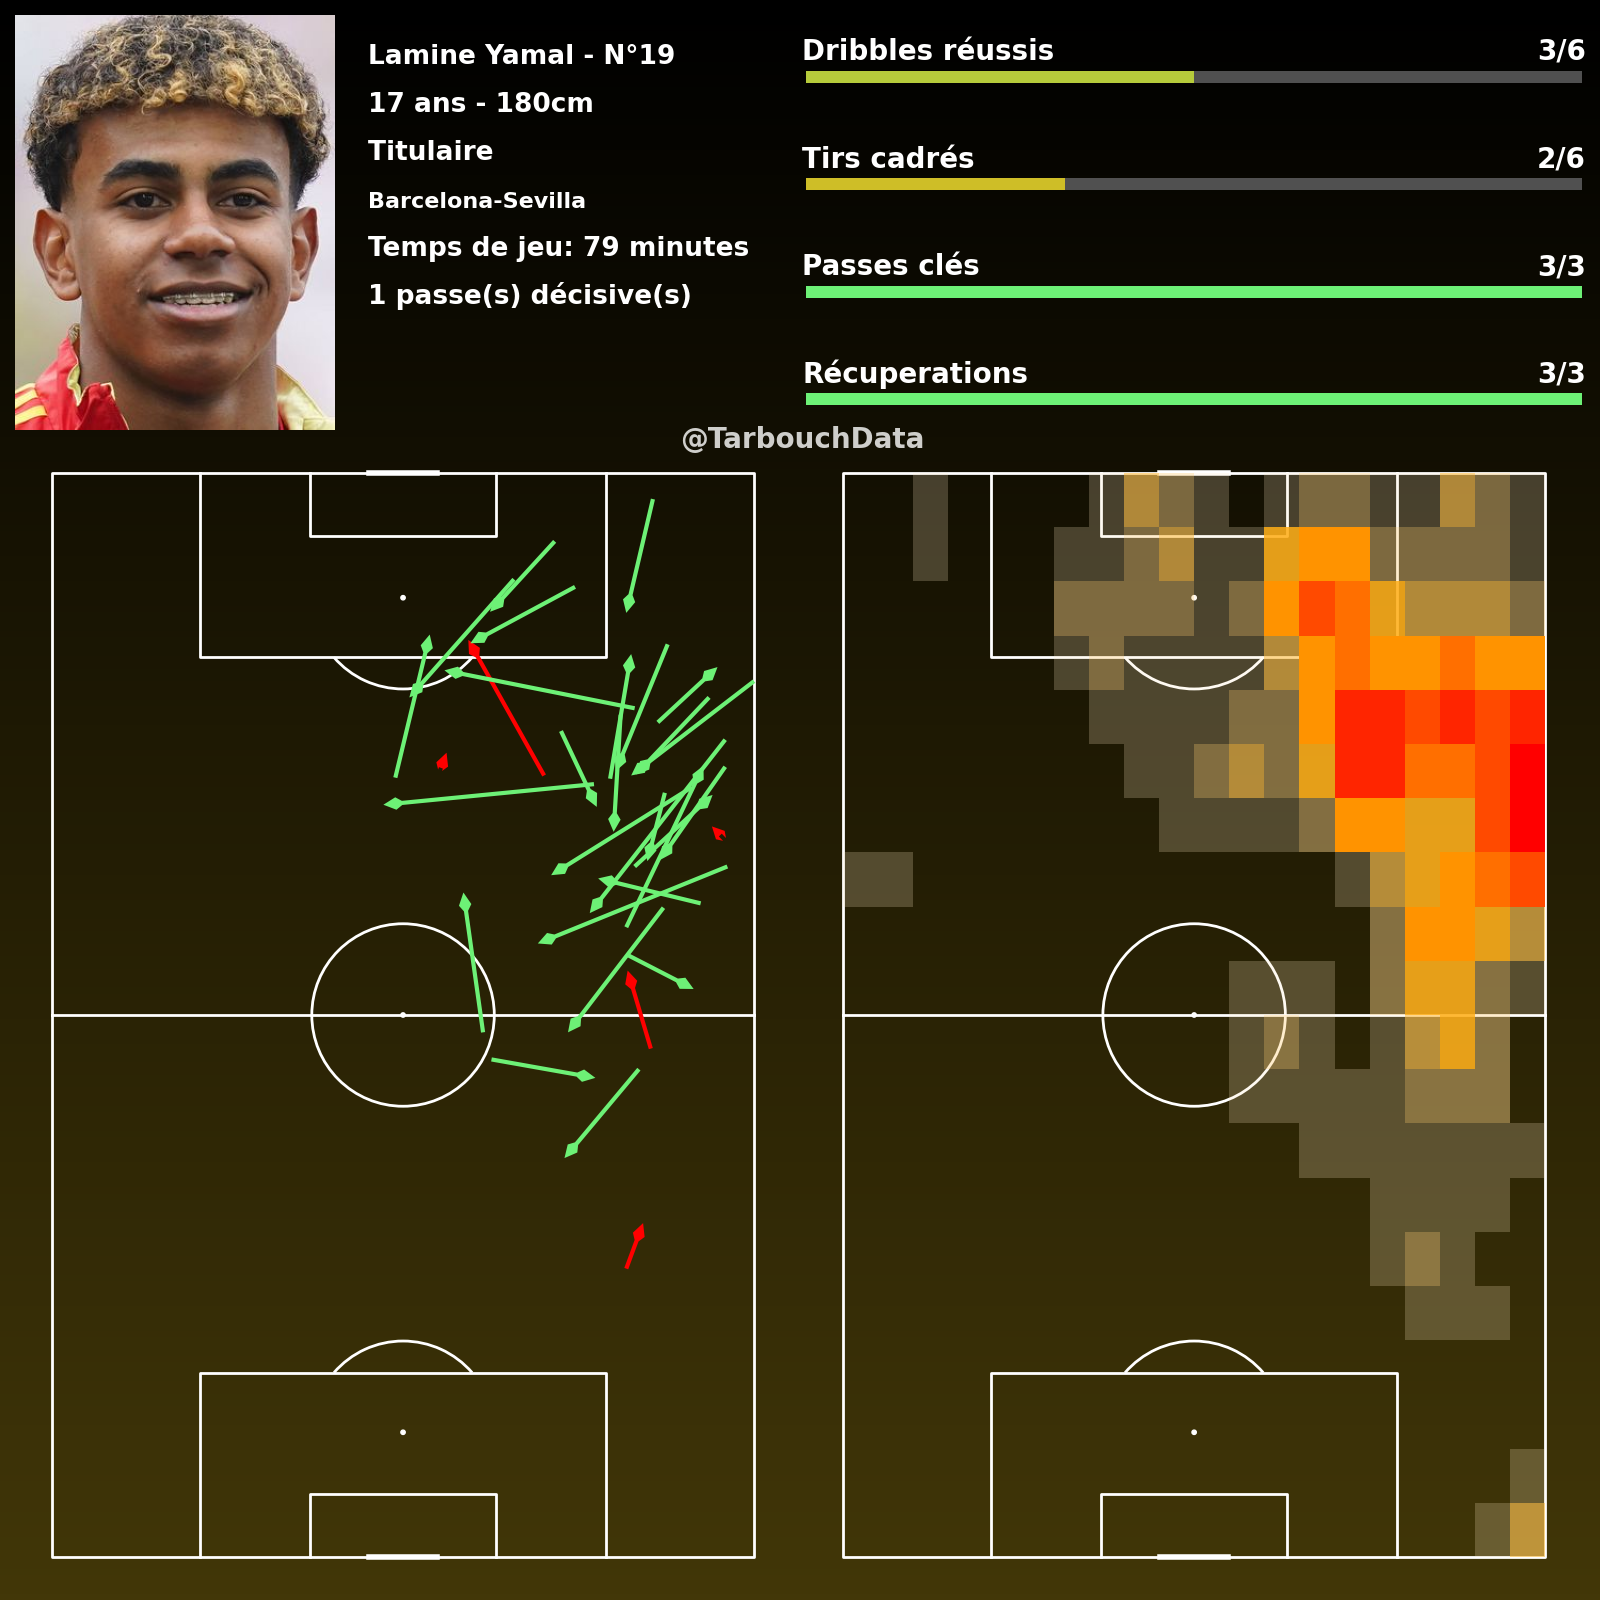 Lamine Yamal - N°19
17 ans - 180cm
Titulaire
Barcelona-Sevilla
Temps de jeu: 79 minutes
1 passe(s) décisive(s)
Dribbles réussis 3/6
Tirs cadrés 2/6
Passes clés 3/3
Récuperations 3/3
@TarbouchData